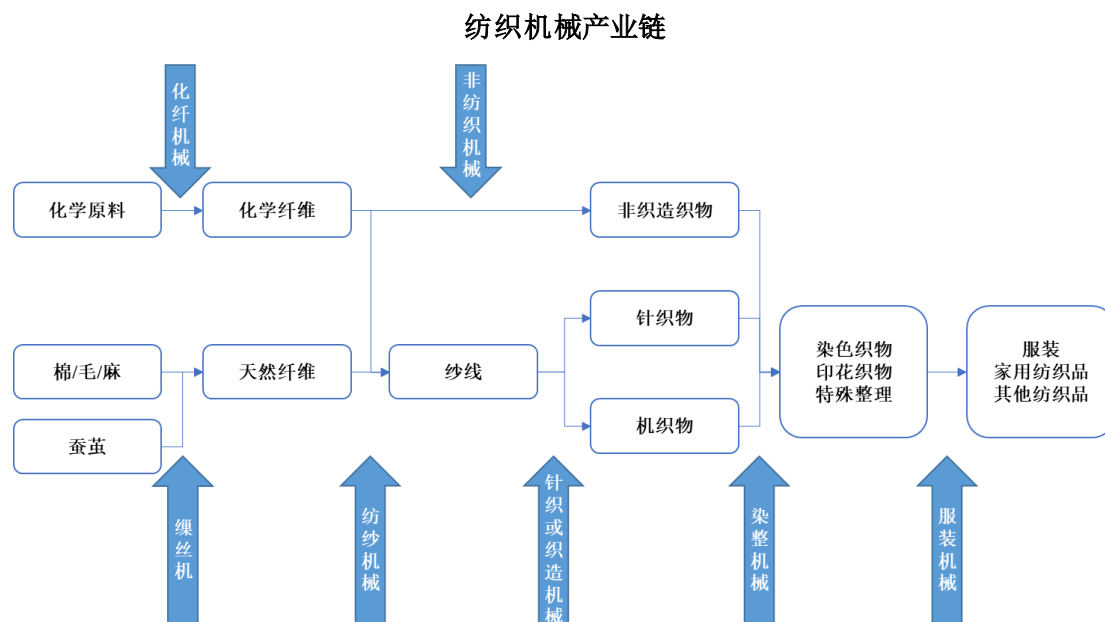 纺织机械产业链
化纤机械
非纺织机械
化学原料
化学纤维
非织造织物
针织物
棉/毛/麻
天然纤维
纱线
染色织物
印花织物
特殊整理
服装
家用纺织品
其他纺织品
蚕茧
机织物
缫丝机
纺纱机械
针织或织造机械
染整机械
服装机械